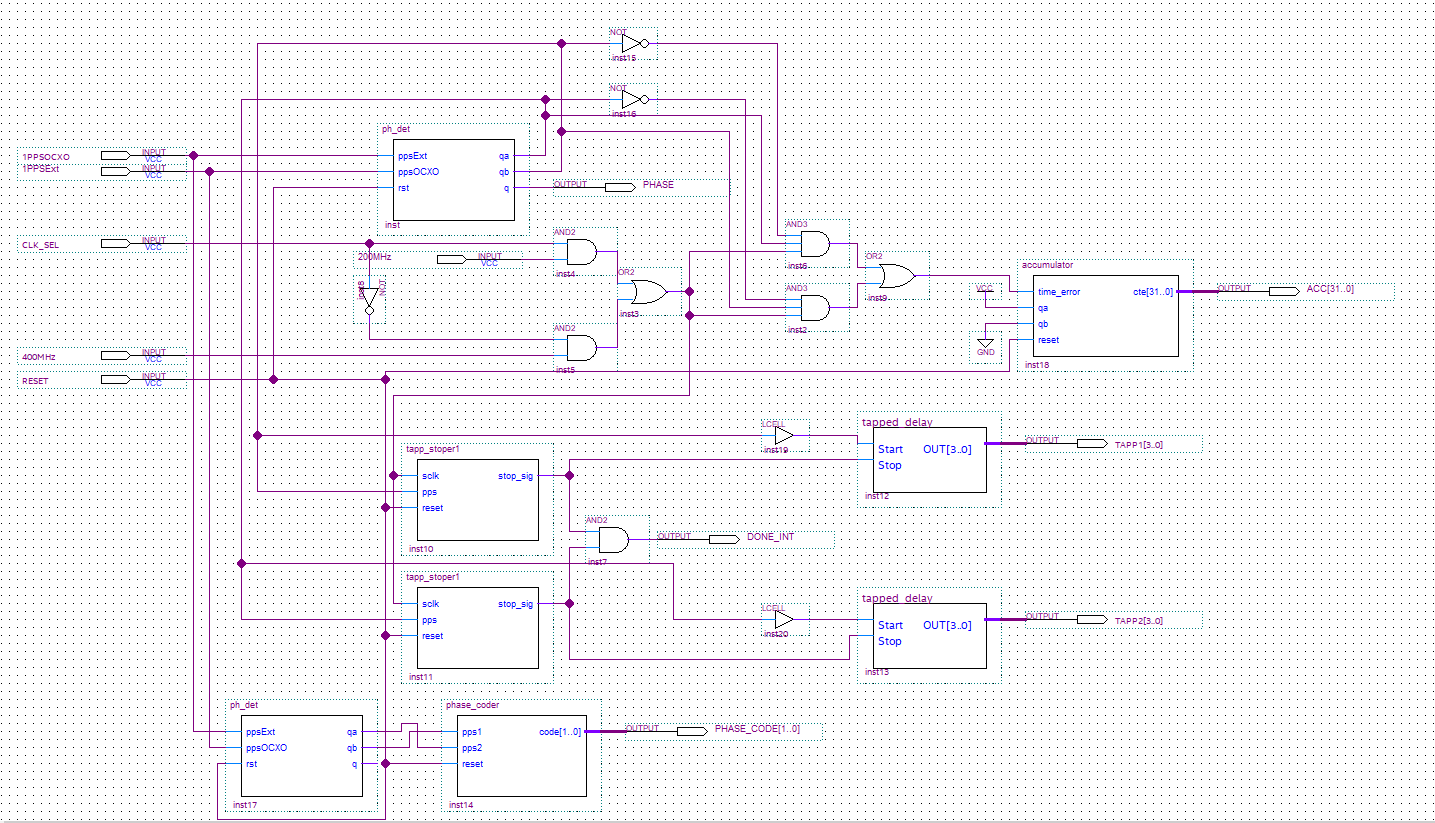 NOT
inst15
NOT
inst16
ph_det
1PPSOCXO INPUT VCC
ppsExt qa
1PPSExt INPUT VCC
ppsOCXO qb
rst q
OUTPUT PHASE
inst
AND3
AND2
CLK_SEL INPUT VCC
200MHz INPUT VCC
OR2
inst6
accumulator
inst4
OR2
inst8 NOT
AND3
VCC
time_error cte[31..0]
OUTPUT ACC[31..0]
inst9
qa
inst3
qb
AND2
inst2
reset
400MHz INPUT VCC
GND
inst18
inst5
RESET INPUT VCC
LCELL
tapped_delay
inst19
Start OUT[3..0]
OUTPUT TAPP1[3..0]
Stop
inst12
tapp_stoper1
sclk stop_sig
pps
reset
inst10
AND2
OUTPUT DONE_INT
inst7
tapp_stoper1
sclk stop_sig
pps
reset
inst11
LCELL
tapped_delay
inst20
Start OUT[3..0]
OUTPUT TAPP2[3..0]
Stop
inst13
ph_det
ppsExt qa
ppsOCXO qb
rst q
inst17
phase_coder
pps1 code[1..0]
pps2
reset
inst14
OUTPUT PHASE_CODE[1..0]